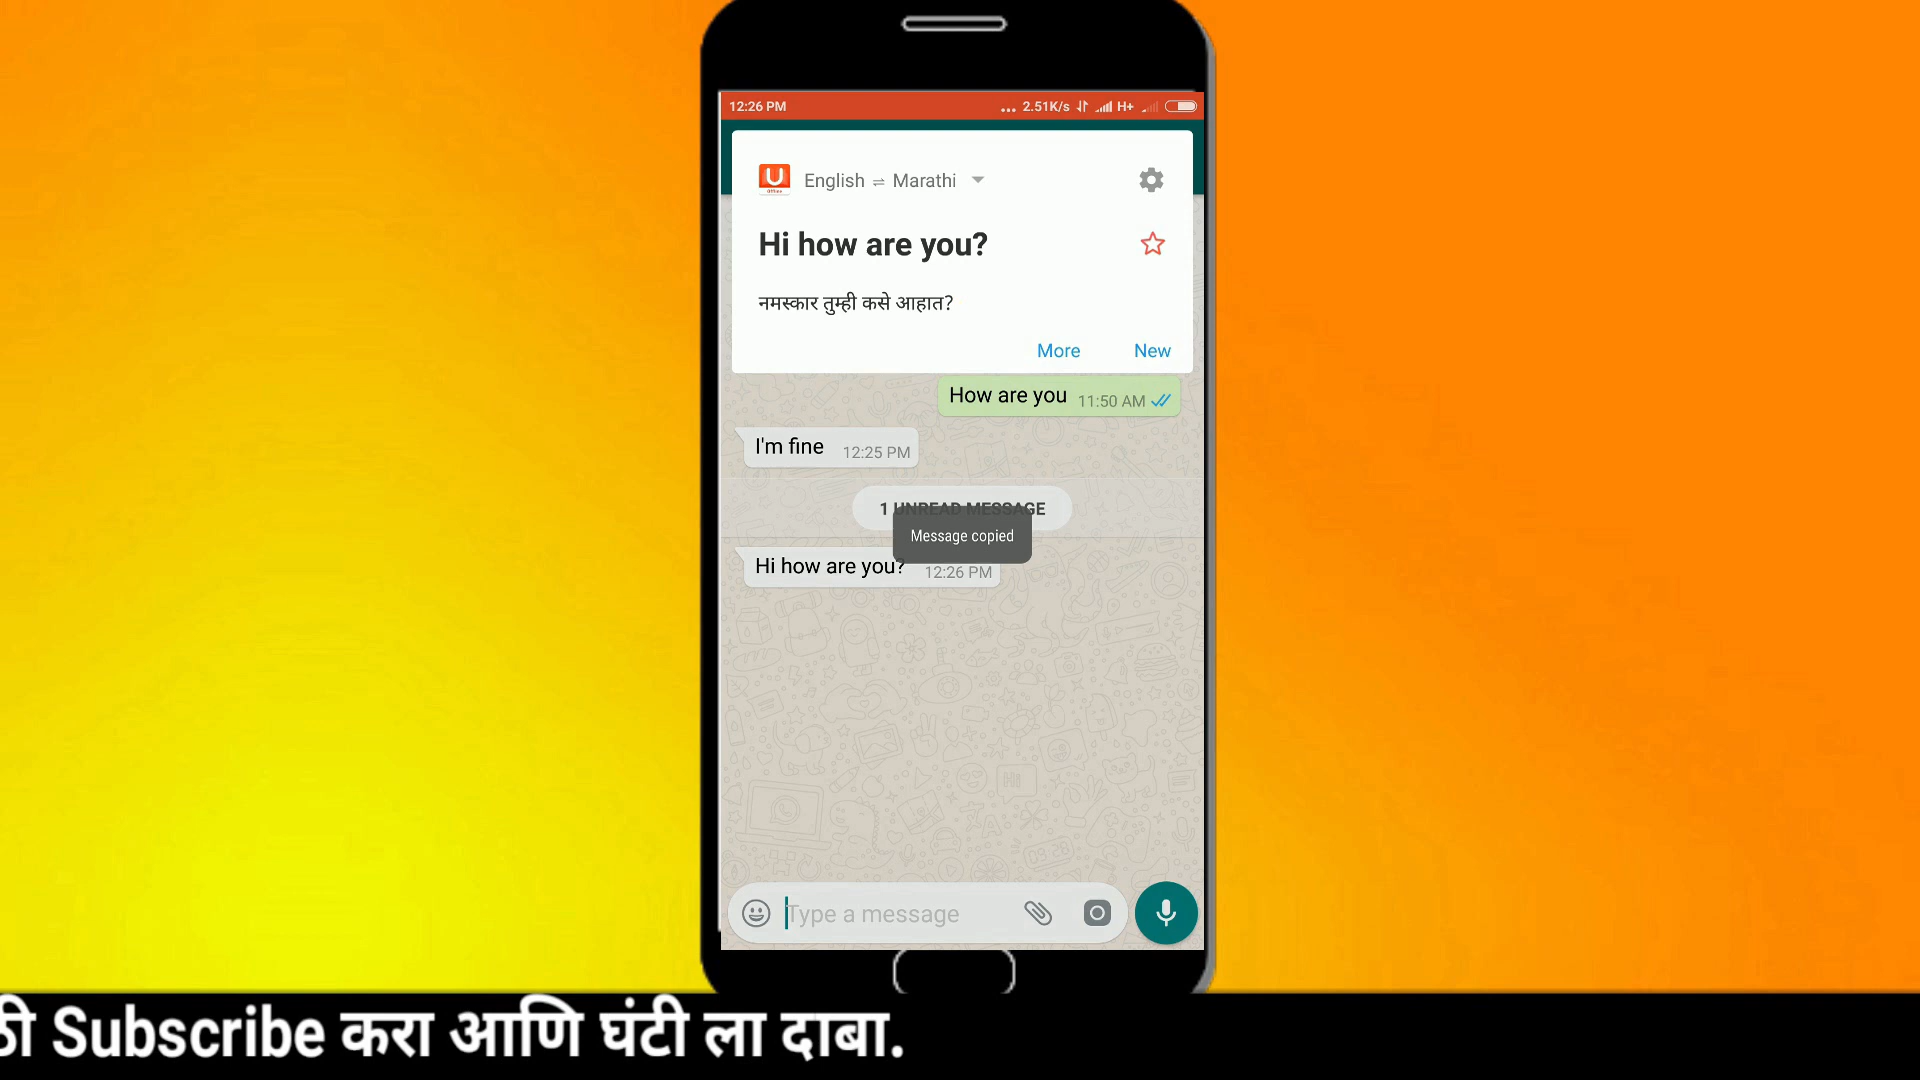 12:26 PM ... 2.51K/s H+
English ⇌ Marathi
Hi how are you?
नमस्कार तुम्ही कसे आहात?
More New
How are you 11:50 AM
I'm fine 12:25 PM
1 UNREAD MESSAGE
Message copied
Hi how are you? 12:26 PM
Type a message
Subscribe करा आणि घंटी ला दाबा.